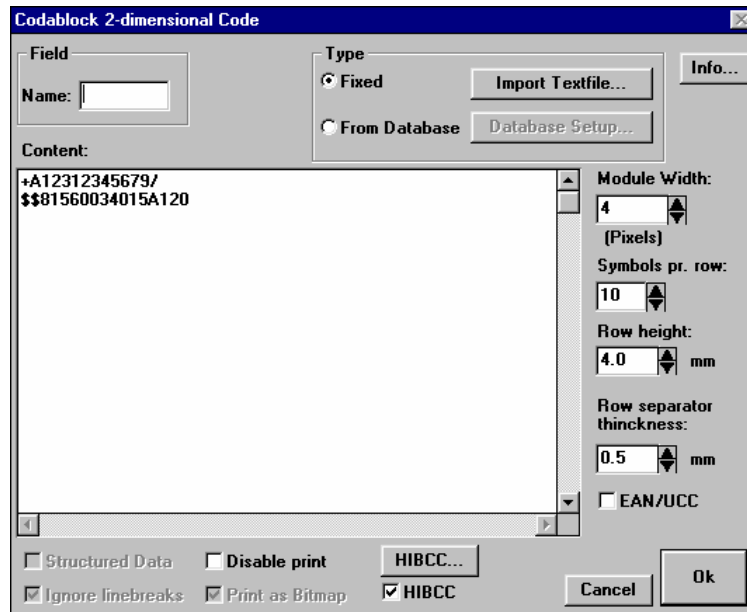 Codablock 2-dimensional Code
Field
Name:
Type
Fixed
Import Textfile...
From Database
Database Setup...
Info...
Content:
+A12312345679/
$$81560034015A120
Module Width:
4
(Pixels)
Symbols pr. row:
10
Row height:
4.0 mm
Row separator
thinckness:
0.5 mm
EAN/UCC
Structured Data
Disable print
HIBCC...
Ignore linebreaks
Print as Bitmap
HIBCC
Cancel
Ok